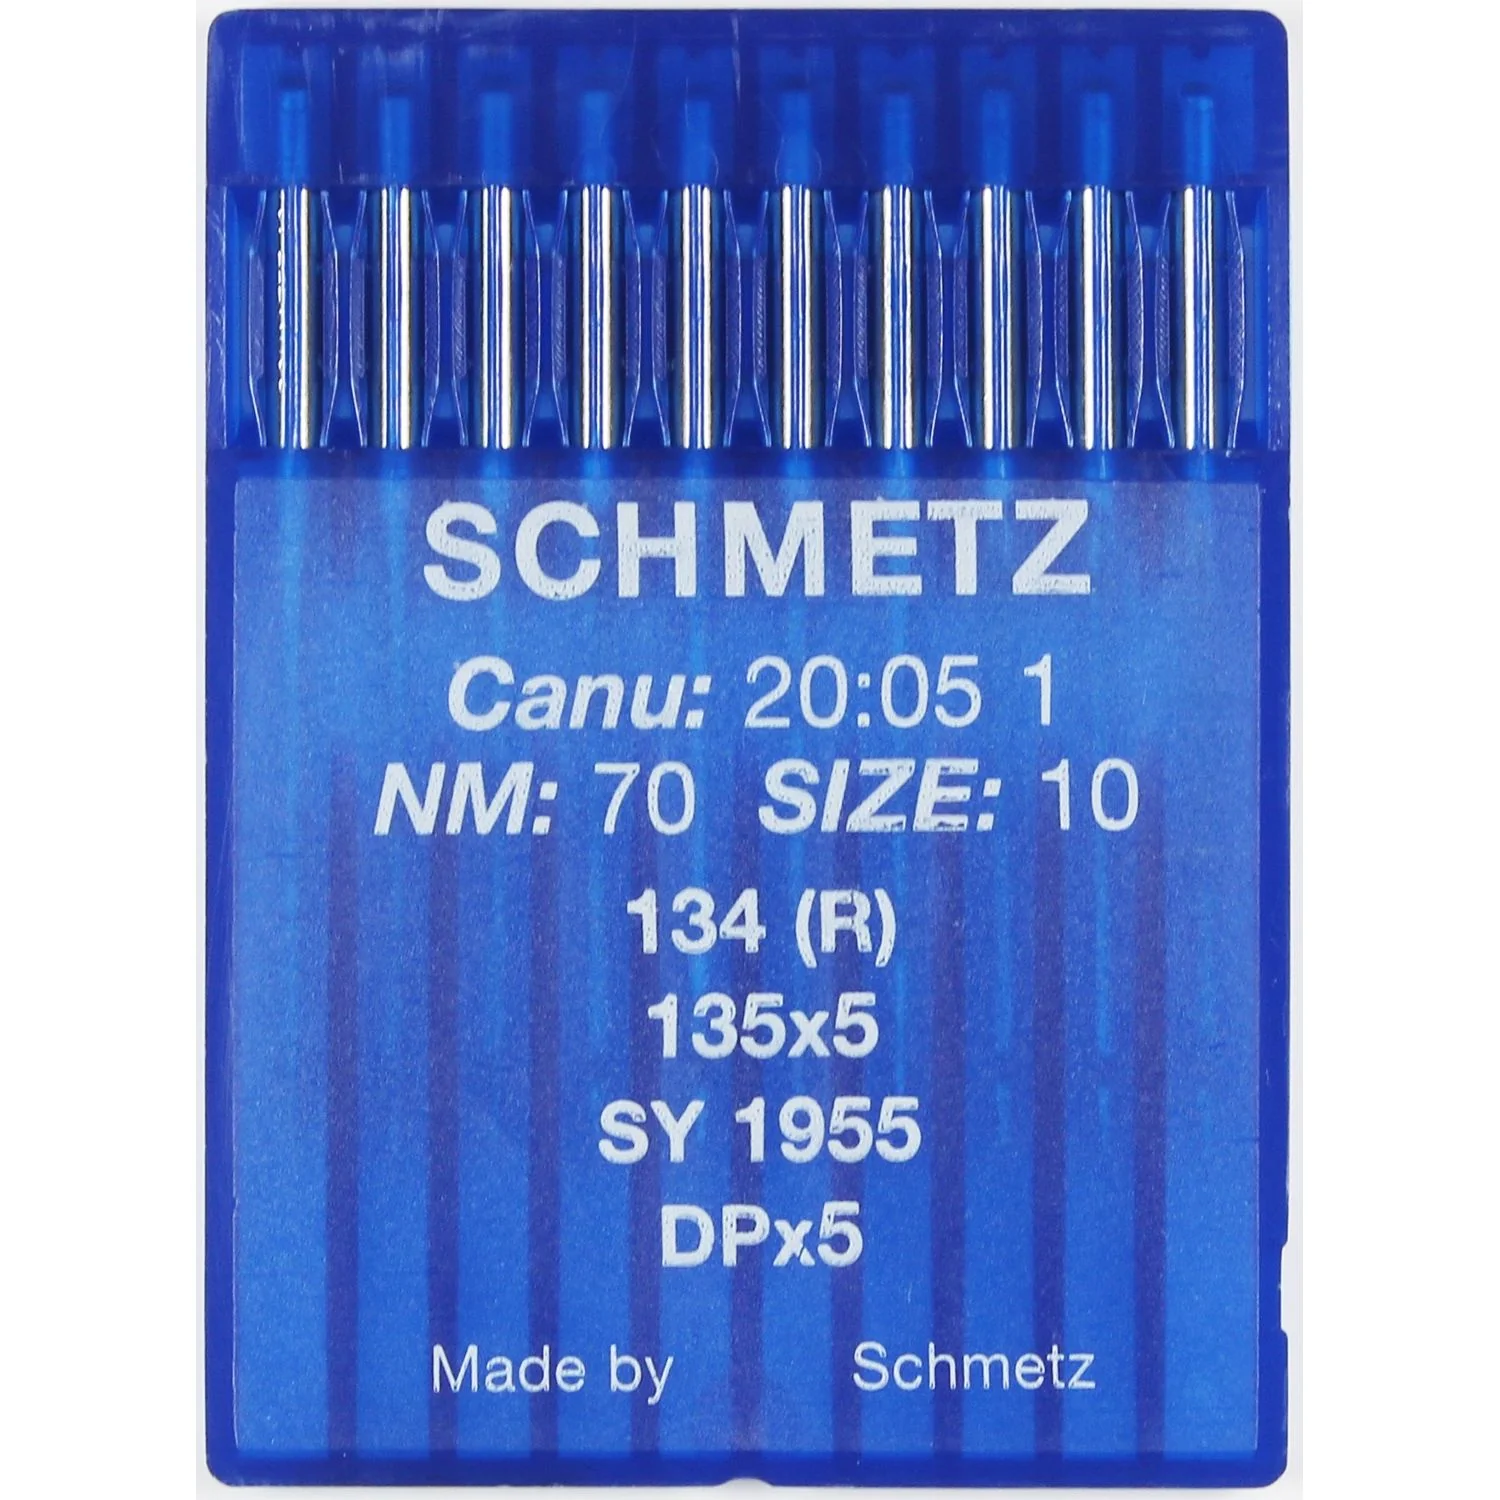 SCHMETZ
Canu: 20:05 1
NM: 70 SIZE: 10
134 (R)
135x5
SY 1955
DPx5
Made by Schmetz